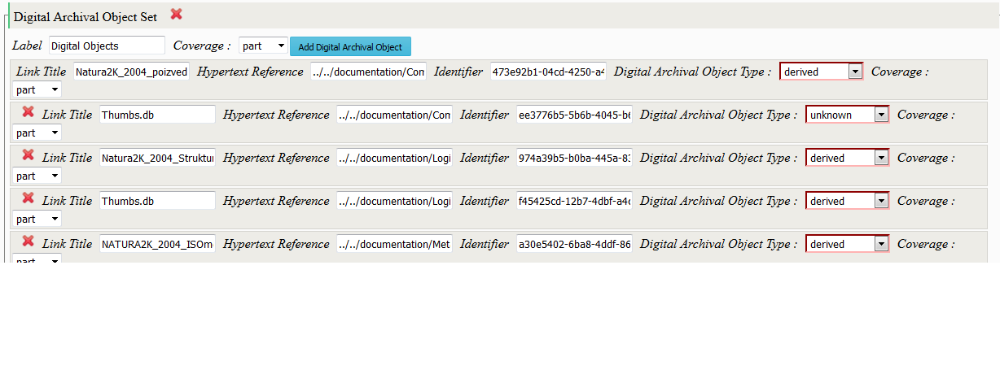 Digital Archival Object Set
Label Digital Objects Coverage : part Add Digital Archival Object
Link Title Natura2K_2004_poizved Hypertext Reference ../../documentation/Con Identifier 473e92b1-04cd-4250-a4 Digital Archival Object Type : derived Coverage :
part
Link Title Thumbs.db Hypertext Reference ../../documentation/Con Identifier ee3776b5-5b6b-4045-b6 Digital Archival Object Type : unknown Coverage :
part
Link Title Natura2K_2004_Struktur Hypertext Reference ../../documentation/Logi Identifier 974a39b5-b0ba-445a-83 Digital Archival Object Type : derived Coverage :
part
Link Title Thumbs.db Hypertext Reference ../../documentation/Logi Identifier f45425cd-12b7-4dbf-a4c Digital Archival Object Type : derived Coverage :
part
Link Title NATURA2K_2004_ISOm Hypertext Reference ../../documentation/Met Identifier a30e5402-6ba8-4ddf-86 Digital Archival Object Type : derived Coverage :
part